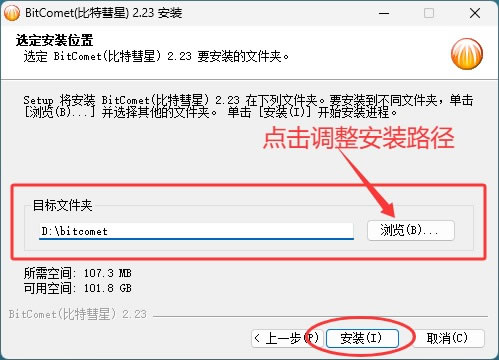 BitComet(比特彗星) 2.23 安装
选定安装位置
选定 BitComet(比特彗星) 2.23 要安装的文件夹。
Setup 将安装 BitComet(比特彗星) 2.23 在下列文件夹。要安装到不同文件夹，单击
[浏览(B)...] 并选择其他的文件夹。 单击 [安装(I)] 开始安装进程。
点击调整安装路径
目标文件夹
D:\bitcomet
浏览(B)...
所需空间: 107.3 MB
可用空间: 101.8 GB
BitComet(比特彗星) 2.23
< 上一步(P)
安装(I)
取消(C)